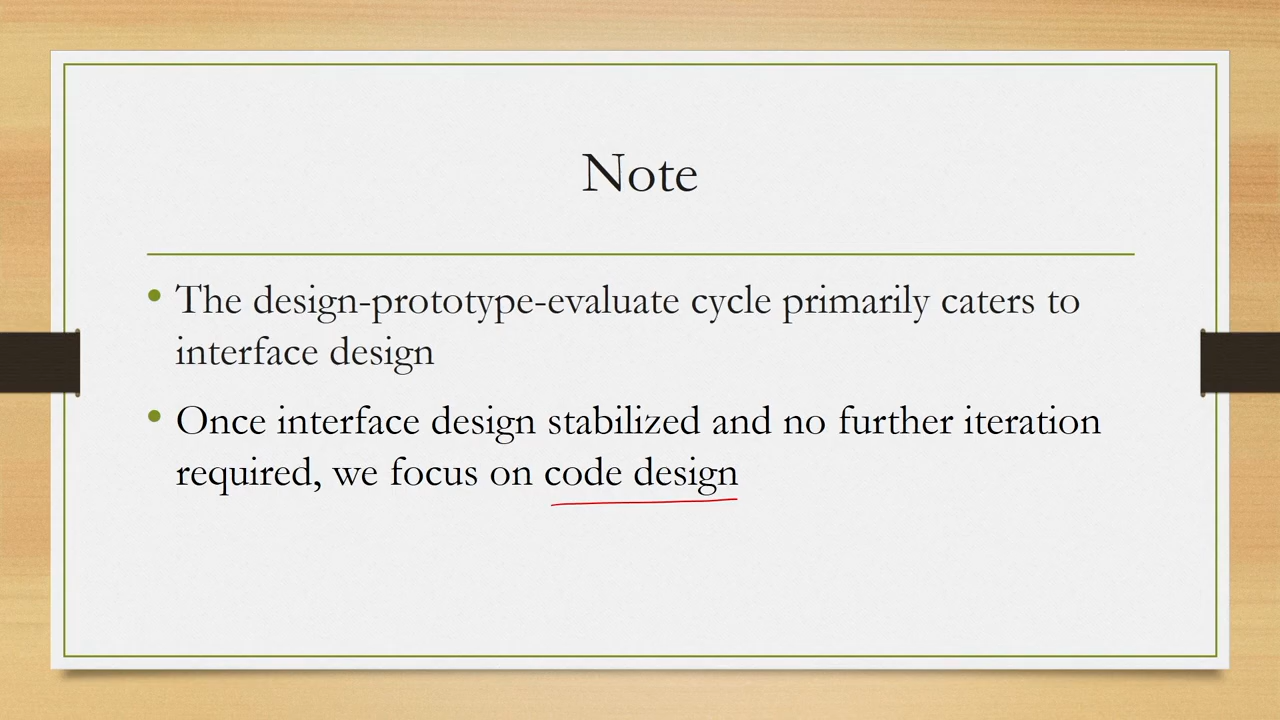 Note
• The design-prototype-evaluate cycle primarily caters to
interface design
• Once interface design stabilized and no further iteration
required, we focus on code design